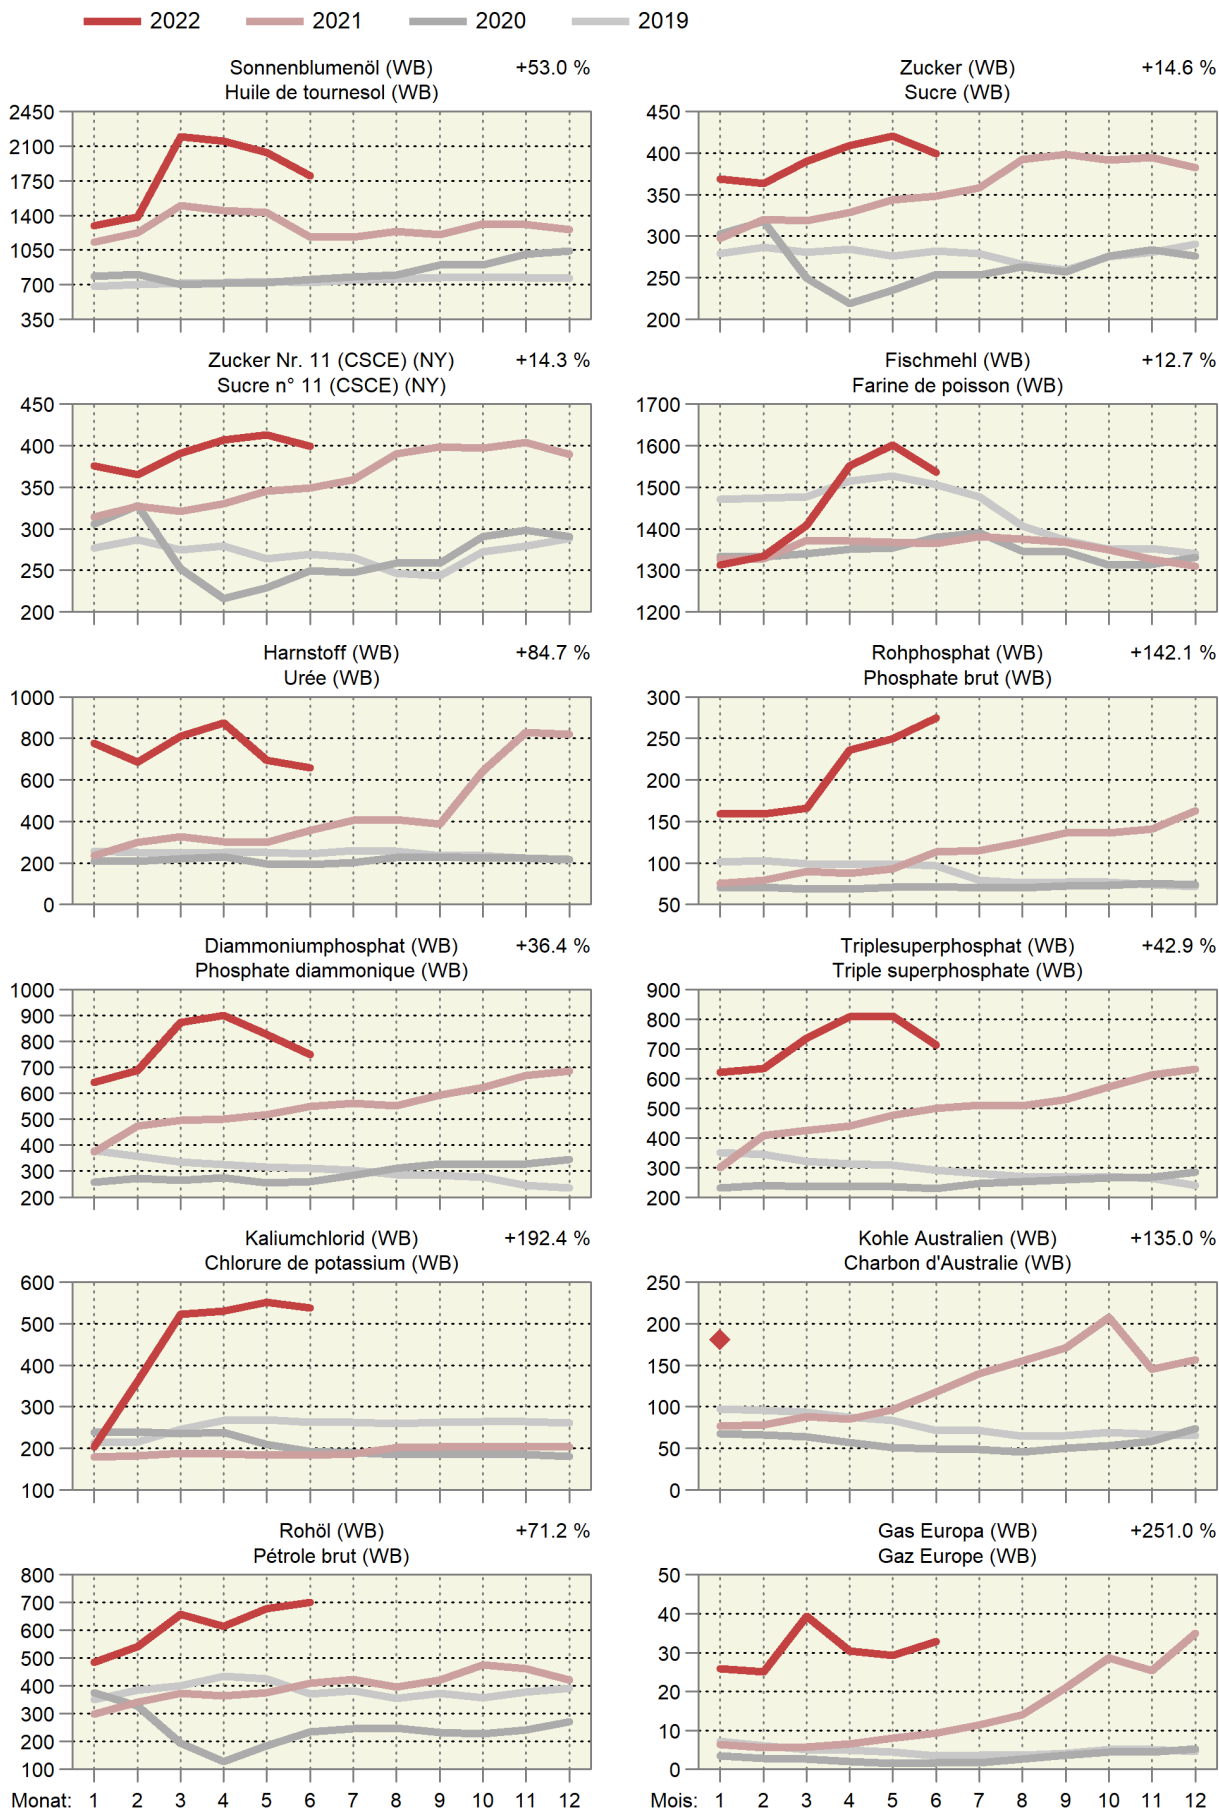 2022 2021 2020 2019
Sonnenblumenöl (WB) +53.0 %
Huile de tournesol (WB)
2450
2100
1750
1400
1050
700
350
Zucker (WB) +14.6 %
Sucre (WB)
450
400
350
300
250
200
Zucker Nr. 11 (CSCE) (NY) +14.3 %
Sucre n° 11 (CSCE) (NY)
450
400
350
300
250
200
Fischmehl (WB) +12.7 %
Farine de poisson (WB)
1700
1600
1500
1400
1300
1200
Harnstoff (WB) +84.7 %
Urée (WB)
1000
800
600
400
200
0
Rohphosphat (WB) +142.1 %
Phosphate brut (WB)
300
250
200
150
100
50
Diammoniumphosphat (WB) +36.4 %
Phosphate diammonique (WB)
1000
900
800
700
600
500
400
300
200
Triplesuperphosphat (WB) +42.9 %
Triple superphosphate (WB)
900
800
700
600
500
400
300
200
Kaliumchlorid (WB) +192.4 %
Chlorure de potassium (WB)
600
500
400
300
200
100
Kohle Australien (WB) +135.0 %
Charbon d'Australie (WB)
250
200
150
100
50
0
Rohöl (WB) +71.2 %
Pétrole brut (WB)
800
700
600
500
400
300
200
100
Monat: 1 2 3 4 5 6 7 8 9 10 11 12
Gas Europa (WB) +251.0 %
Gaz Europe (WB)
50
40
30
20
10
0
Mois: 1 2 3 4 5 6 7 8 9 10 11 12